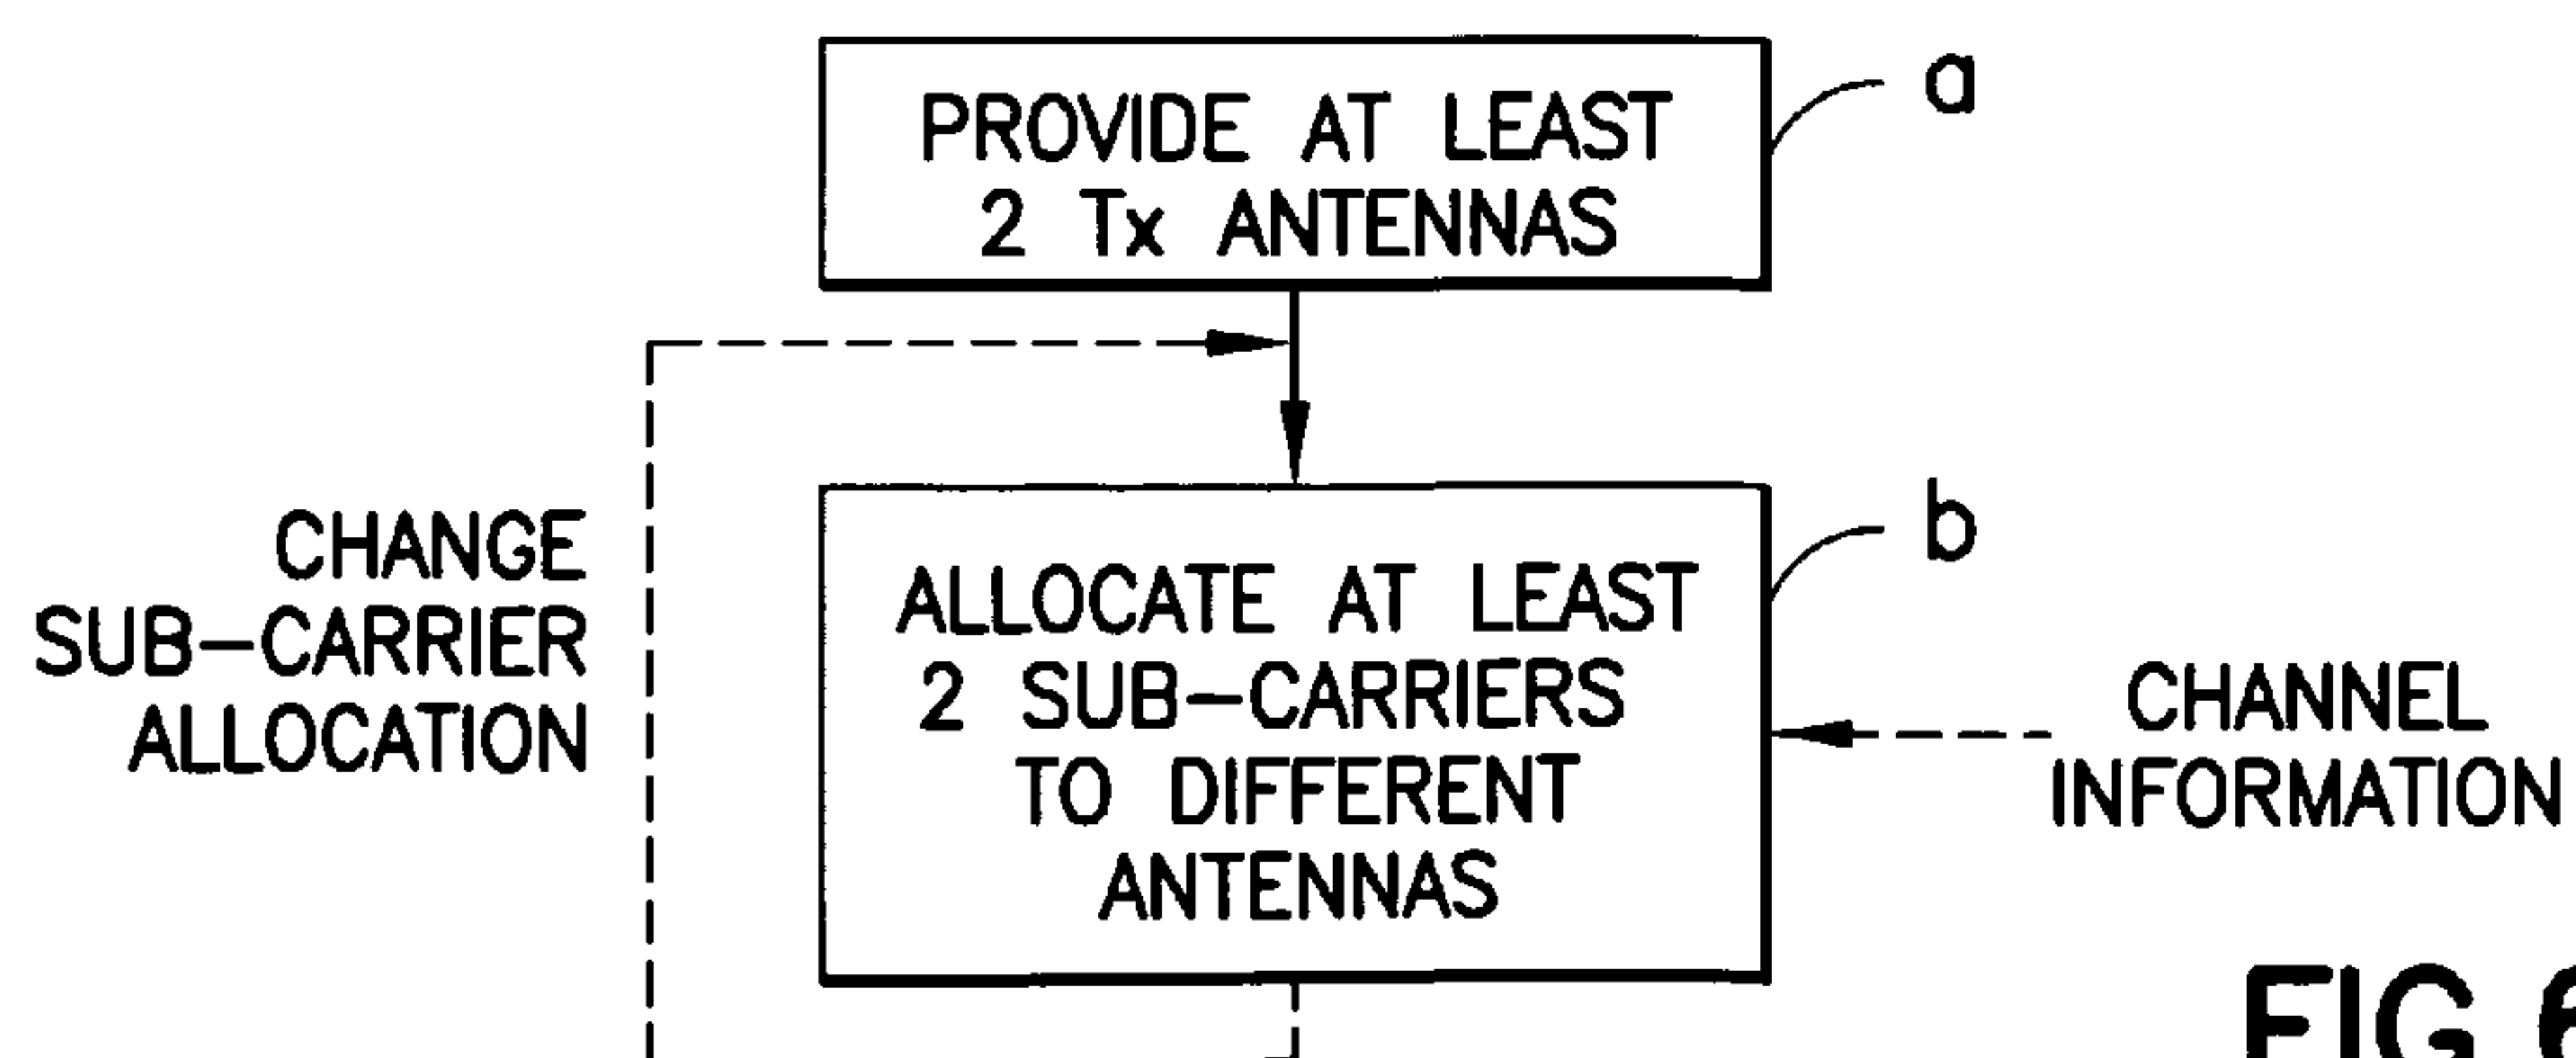 PROVIDE AT LEAST
2 Tx ANTENNAS
a
CHANGE
SUB-CARRIER
ALLOCATION
ALLOCATE AT LEAST
2 SUB-CARRIERS
TO DIFFERENT
ANTENNAS
b
CHANNEL
INFORMATION
FIG